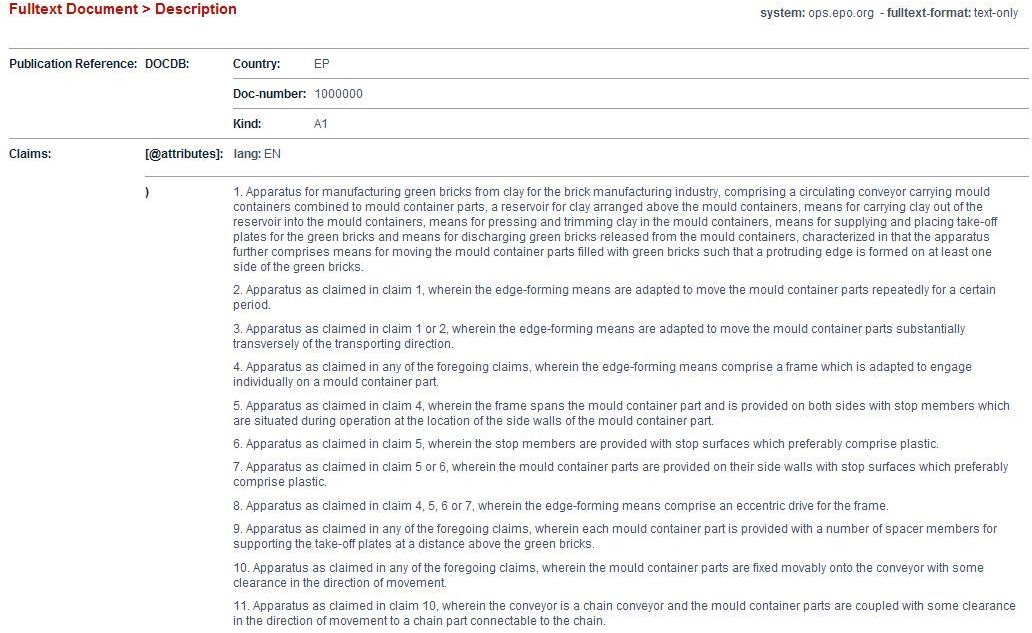 Fulltext Document > Description
system: ops.epo.org - fulltext-format: text-only
Publication Reference: DOCDB: Country: EP
Doc-number: 1000000
Kind: A1
Claims: [@attributes]: lang: EN
) 1. Apparatus for manufacturing green bricks from clay for the brick manufacturing industry, comprising a circulating conveyor carrying mould
containers combined to mould container parts, a reservoir for clay arranged above the mould containers, means for carrying clay out of the
reservoir into the mould containers, means for pressing and trimming clay in the mould containers, means for supplying and placing take-off
plates for the green bricks and means for discharging green bricks released from the mould containers, characterized in that the apparatus
further comprises means for moving the mould container parts filled with green bricks such that a protruding edge is formed on at least one
side of the green bricks.
2. Apparatus as claimed in claim 1, wherein the edge-forming means are adapted to move the mould container parts repeatedly for a certain
period.
3. Apparatus as claimed in claim 1 or 2, wherein the edge-forming means are adapted to move the mould container parts substantially
transversely of the transporting direction.
4. Apparatus as claimed in any of the foregoing claims, wherein the edge-forming means comprise a frame which is adapted to engage
individually on a mould container part.
5. Apparatus as claimed in claim 4, wherein the frame spans the mould container part and is provided on both sides with stop members which
are situated during operation at the location of the side walls of the mould container part.
6. Apparatus as claimed in claim 5, wherein the stop members are provided with stop surfaces which preferably comprise plastic.
7. Apparatus as claimed in claim 5 or 6, wherein the mould container parts are provided on their side walls with stop surfaces which preferably
comprise plastic.
8. Apparatus as claimed in claim 4, 5, 6 or 7, wherein the edge-forming means comprise an eccentric drive for the frame.
9. Apparatus as claimed in any of the foregoing claims, wherein each mould container part is provided with a number of spacer members for
supporting the take-off plates at a distance above the green bricks.
10. Apparatus as claimed in any of the foregoing claims, wherein the mould container parts are fixed movably onto the conveyor with some
clearance in the direction of movement.
11. Apparatus as claimed in claim 10, wherein the conveyor is a chain conveyor and the mould container parts are coupled with some clearance
in the direction of movement to a chain part connectable to the chain.